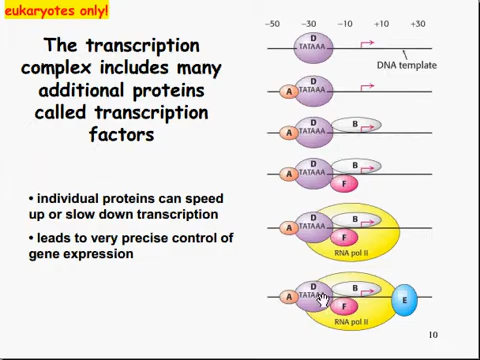 eukaryotes only!
The transcription
complex includes many
additional proteins
called transcription
factors
• individual proteins can speed
up or slow down transcription
• leads to very precise control of
gene expression
−50 −30 −10 +10 +30
D
TATAAA
DNA template
D
A TATAAA
D
A TATAAA B
D
A TATAAA B
F
D
A TATAAA B
F
RNA pol II
D
A TATAAA B E
F
RNA pol II
10